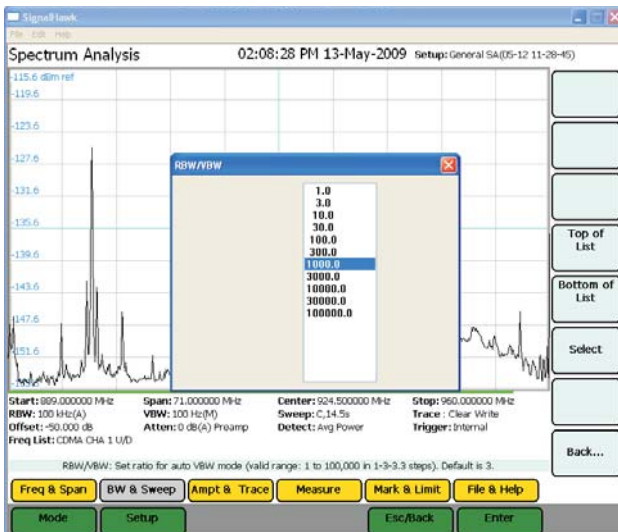 SignalHawk
File Edit Help
Spectrum Analysis 02:08:28 PM 13-May-2009 Setup: General SA(05-12 11-28-45)
-115.6 dBm ref
-119.6
-123.6
-127.6
-131.6
-135.6
-139.6
-143.6
-147.6
-151.6
RBW/VBW
1.0
3.0
10.0
30.0
100.0
300.0
1000.0
3000.0
10000.0
30000.0
100000.0
Top of List
Bottom of List
Select
Back...
Start: 889.000000 MHz Span: 71.000000 MHz Center: 924.500000 MHz Stop: 960.000000 MHz
RBW: 100 kHz(A) VBW: 100 Hz(M) Sweep: C,14.5s Trace : Clear Write
Offset: -50.000 dB Atten: 0 dB(A) Preamp Detect: Avg Power Trigger: Internal
Freq List: CDMA CHA 1 U/D
RBW/VBW: Set ratio for auto VBW mode (valid range: 1 to 100,000 in 1-3-3.3 steps). Default is 3.
Freq & Span BW & Sweep Ampt & Trace Measure Mark & Limit File & Help
Mode Setup Esc/Back Enter